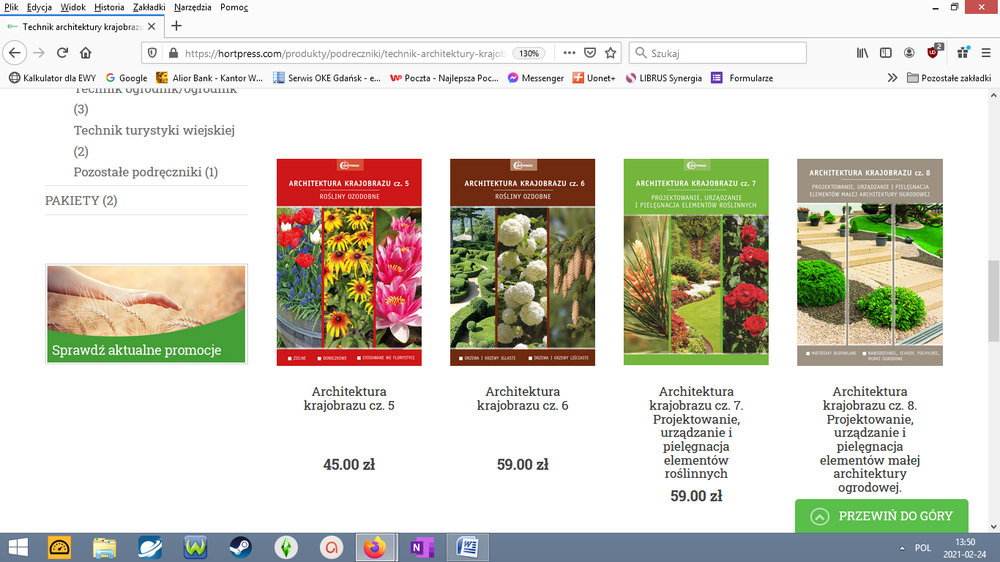 Plik Edycja Widok Historia Zakładki Narzędzia Pomoc
Technik architektury krajobrazu
https://hortpress.com/produkty/podreczniki/technik-architektury-krajob
130%
Szukaj
2
Kalkulator dla EWY
Google
Alior Bank - Kantor W...
Serwis OKE Gdańsk - e...
Poczta - Najlepsza Poc...
Messenger
Uonet+
LIBRUS Synergia
Formularze
Pozostałe zakładki
Technik ogrodnik/ogrodnik
(3)
Technik turystyki wiejskiej
(2)
Pozostałe podręczniki (1)
PAKIETY (2)
Sprawdź aktualne promocje
HORTPRESS
ARCHITEKTURA KRAJOBRAZU cz. 5
ROŚLINY OZODOBNE
ZIELNE
DONICZKOWE
STOSOWANE WE FLORYSTYCE
Architektura
krajobrazu cz. 5
45.00 zł
HORTPRESS
ARCHITEKTURA KRAJOBRAZU cz. 6
ROŚLINY OZDOBNE
DRZEWA I KRZEWY IGLASTE
DRZEWA I KRZEWY LIŚCIASTE
Architektura
krajobrazu cz. 6
59.00 zł
HORTPRESS
ARCHITEKTURA KRAJOBRAZU cz. 7
PROJEKTOWANIE, URZĄDZANIE
I PIELĘGNACJA ELEMENTÓW ROŚLINNYCH
Architektura
krajobrazu cz. 7.
Projektowanie,
urządzanie i
pielęgnacja
elementów
roślinnych
59.00 zł
ARCHITEKTURA KRAJOBRAZU cz. 8
PROJEKTOWANIE, URZĄDZANIE I PIELĘGNACJA
ELEMENTÓW MAŁEJ ARCHITEKTURY OGRODOWEJ
MATERIAŁY BUDOWLANE
NAWIERZCHNIE, SCHODY, POCHYLNIE,
MURKI OGRODOWE
Architektura
krajobrazu cz. 8.
Projektowanie,
urządzanie i
pielęgnacja
elementów małej
architektury
ogrodowej.
PRZEWIŃ DO GÓRY
POL
13:50
2021-02-24